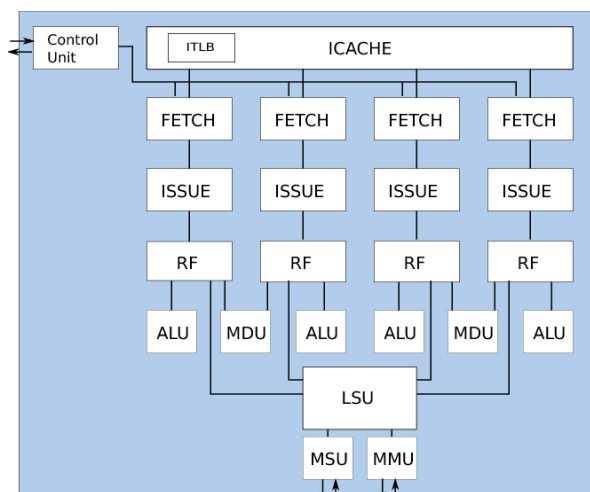 Control
Unit
ITLB
ICACHE
FETCH FETCH FETCH FETCH
ISSUE ISSUE ISSUE ISSUE
RF RF RF RF
ALU MDU ALU ALU MDU ALU
LSU
MSU MMU